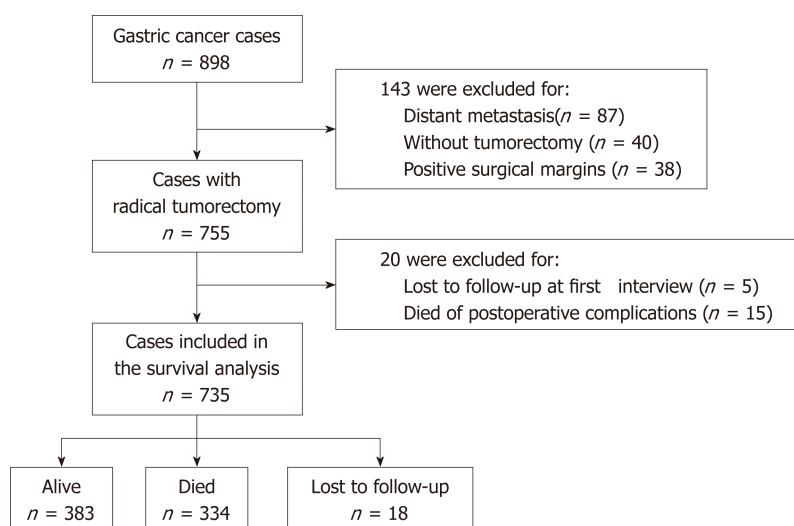 Gastric cancer cases
n = 898
143 were excluded for:
Distant metastasis(n = 87)
Without tumorectomy (n = 40)
Positive surgical margins (n = 38)
Cases with
radical tumorectomy
n = 755
20 were excluded for:
Lost to follow-up at first interview (n = 5)
Died of postoperative complications (n = 15)
Cases included in
the survival analysis
n = 735
Alive
n = 383
Died
n = 334
Lost to follow-up
n = 18